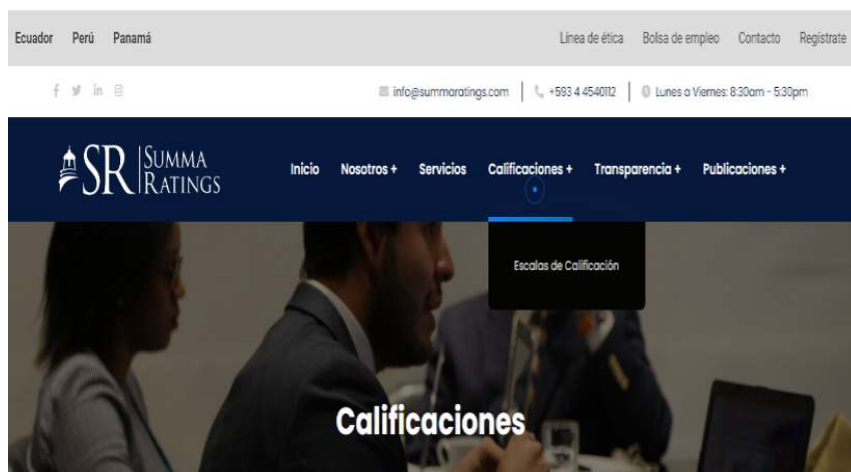 Ecuador Perú Panamá Línea de ética Bolsa de empleo Contacto Regístrate
info@summaratings.com +593 4 4540112 Lunes a Viernes: 8:30am - 5:30pm
SR SUMMA RATINGS
Inicio Nosotros + Servicios Calificaciones + Transparencia + Publicaciones +
Escalas de Calificación
Calificaciones